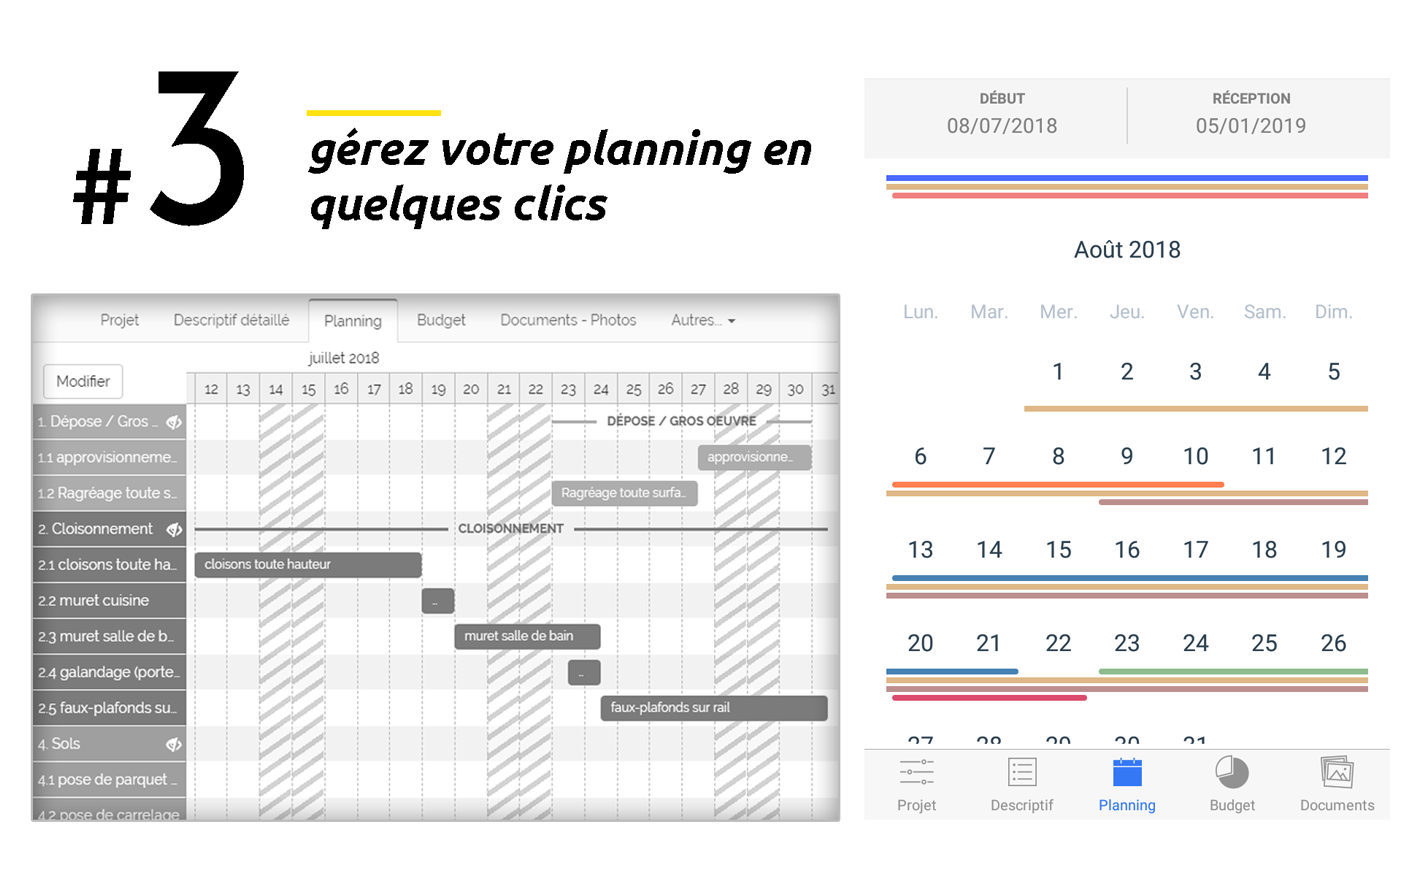 #3
gérez votre planning en
quelques clics
Projet Descriptif détaillé Planning Budget Documents - Photos Autres...
juillet 2018
Modifier
12 13 14 15 16 17 18 19 20 21 22 23 24 25 26 27 28 29 30 31
1. Dépose / Gros ... DÉPOSE / GROS OEUVRE
1.1 approvisionneme... approvisionne...
1.2 Ragréage toute s... Ragréage toute surfa...
2. Cloisonnement CLOISONNEMENT
2.1 cloisons toute ha... cloisons toute hauteur
2.2 muret cuisine ...
2.3 muret salle de b... muret salle de bain
2.4 galandage (porte... ...
2.5 faux-plafonds su... faux-plafonds sur rail
4. Sols
4.1 pose de parquet ...
4.2 pose de carrelage
DÉBUT RÉCEPTION
08/07/2018 05/01/2019
Août 2018
Lun. Mar. Mer. Jeu. Ven. Sam. Dim.
1 2 3 4 5
6 7 8 9 10 11 12
13 14 15 16 17 18 19
20 21 22 23 24 25 26
27 28 29 30 31
Projet Descriptif Planning Budget Documents